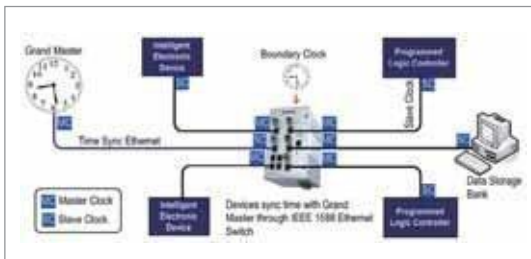 Grand Master
Intelligent
Electronic
Device
Boundary Clock
Programmed
Logic Controller
Slave Clock
Time Sync Ethernet
Data Storage
Bank
Master Clock
Slave Clock
Intelligent
Electronic
Device
Devices sync time with Grand
Master through IEEE 1588 Ethernet
Switch
Programmed
Logic Controller